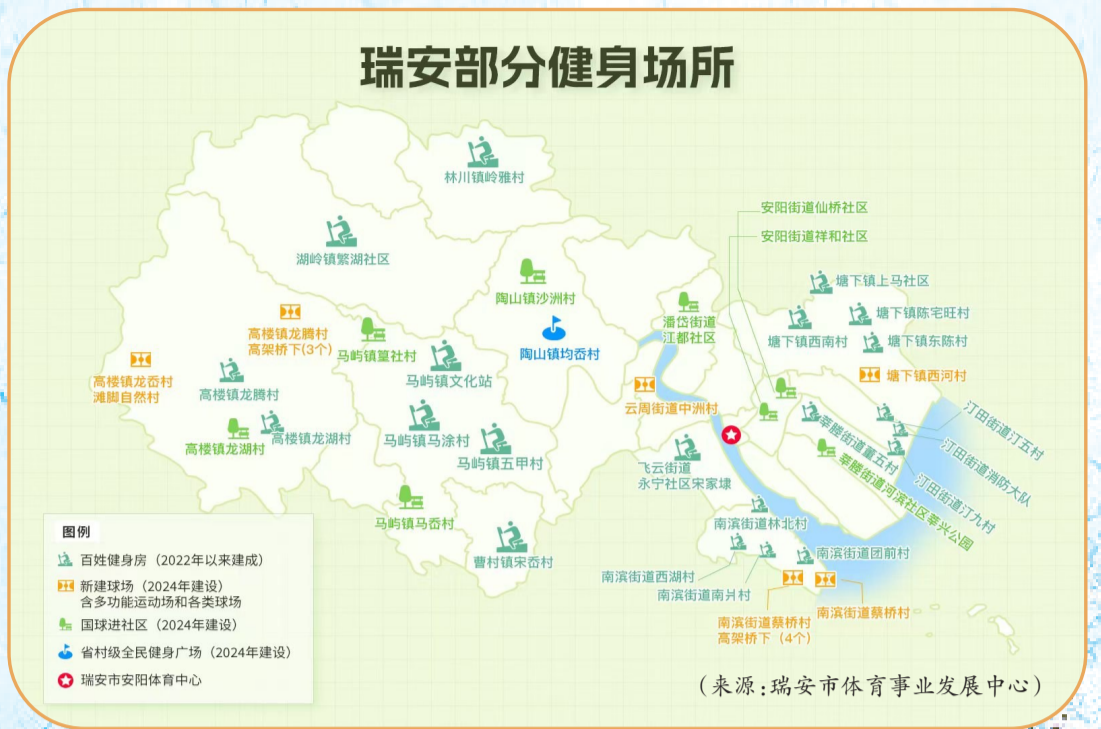 瑞安部分健身场所
林川镇岭雅村
安阳街道仙桥社区
安阳街道祥和社区
湖岭镇繁湖社区
塘下镇上马社区
陶山镇沙洲村
塘下镇陈宅旺村
潘岱街道
江都社区
塘下镇西南村
塘下镇东陈村
高楼镇龙腾村
高架桥下(3个)
马屿镇篁社村
陶山镇均岙村
高楼镇龙岙村
滩脚自然村
高楼镇龙腾村
马屿镇文化站
塘下镇西河村
云周街道中洲村
高楼镇龙湖村
高楼镇龙湖村
马屿镇马涂村
马屿镇五甲村
飞云街道
永宁社区宋家埭
莘塍街道董五村
莘塍街道河滨社区莘兴公园
汀田街道汀五村
汀田街道消防大队
汀田街道汀九村
马屿镇马岙村
曹村镇宋岙村
南滨街道林北村
南滨街道团前村
南滨街道西湖村
南滨街道南爿村
南滨街道蔡桥村
高架桥下（4个）
南滨街道蔡桥村
图例
百姓健身房（2022年以来建成）
新建球场（2024年建设）
含多功能运动场和各类球场
国球进社区（2024年建设）
省村级全民健身广场（2024年建设）
瑞安市安阳体育中心
（来源:瑞安市体育事业发展中心）